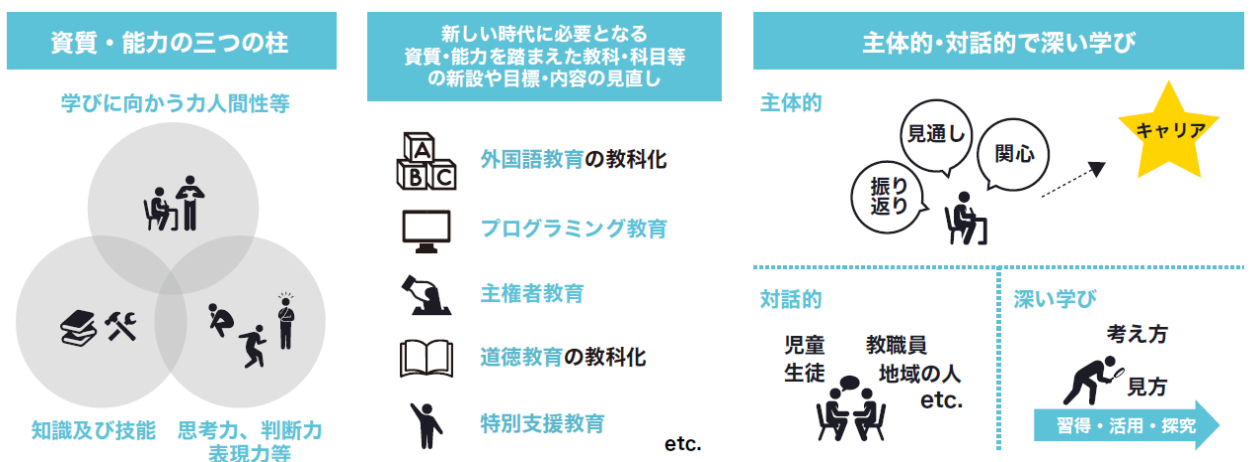 資質・能力の三つの柱
学びに向かう力人間性等
知識及び技能
思考力、判断力
表現力等
新しい時代に必要となる
資質・能力を踏まえた教科・科目等
の新設や目標・内容の見直し
A
B C
外国語教育の教科化
プログラミング教育
主権者教育
道徳教育の教科化
特別支援教育
etc.
主体的・対話的で深い学び
主体的
見通し
関心
振り
返り
キャリア
対話的
児童
生徒
教職員
地域の人
etc.
深い学び
考え方
見方
習得・活用・探究